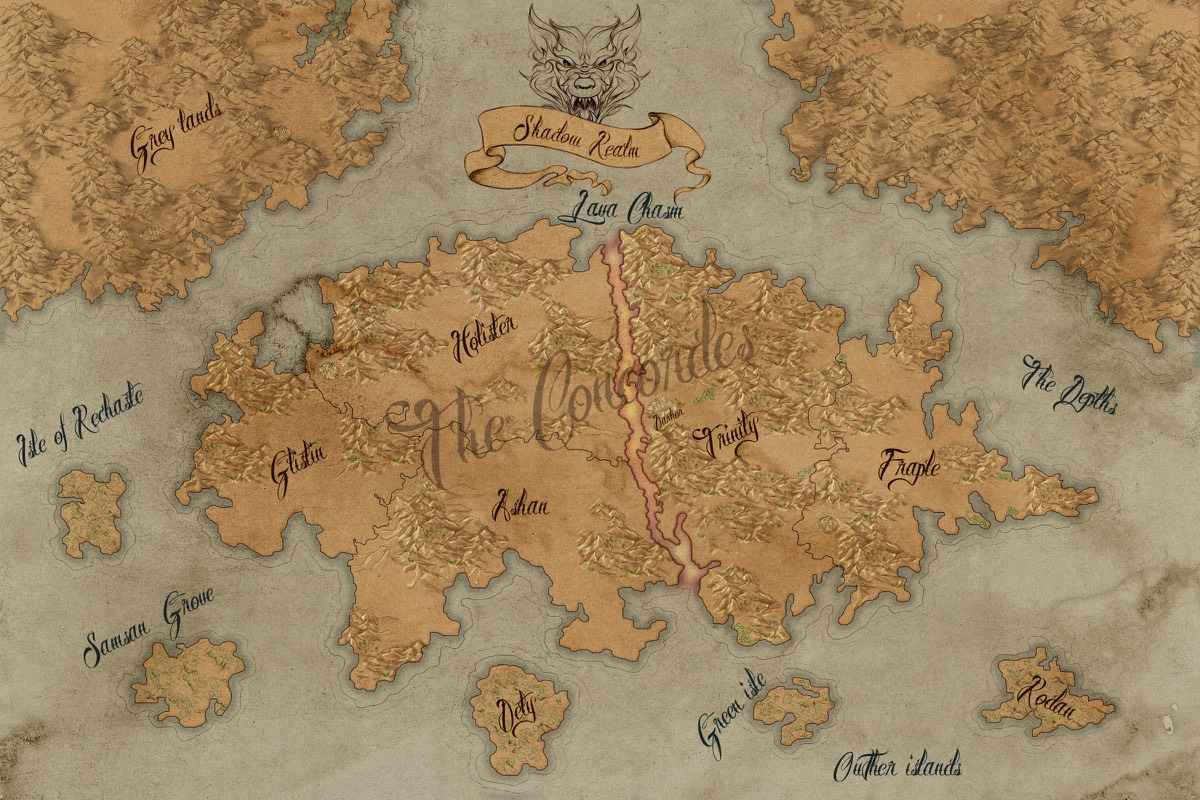 Shadow Realm
Grey lands
Lava Chasm
Holister
The Concordes
The Depths
Isle of Rechaste
Trinity
Glistin
Fraple
Ashan
Samsan Grove
Defy
Green isle
Rodan
Outher islands